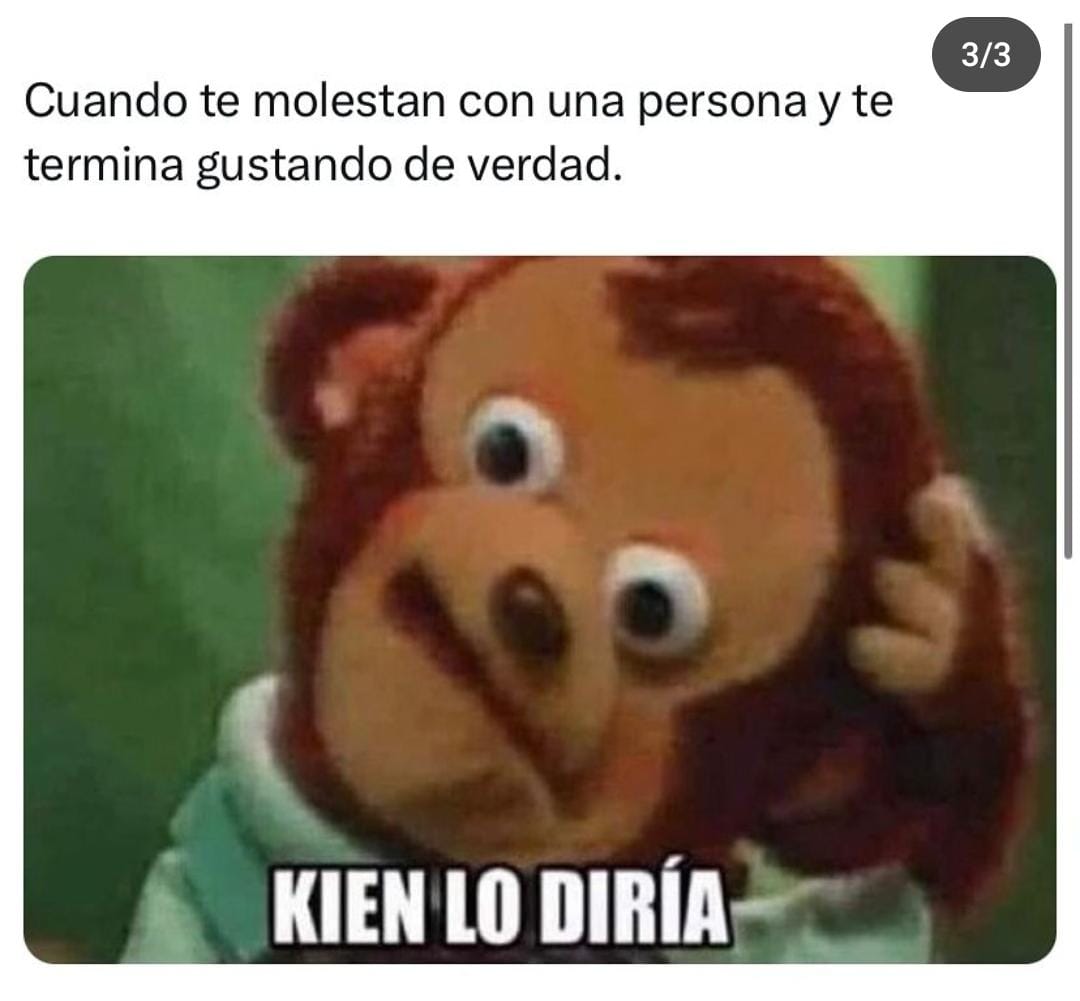 3/3
Cuando te molestan con una persona y te
termina gustando de verdad.
KIEN LO DIRÍA